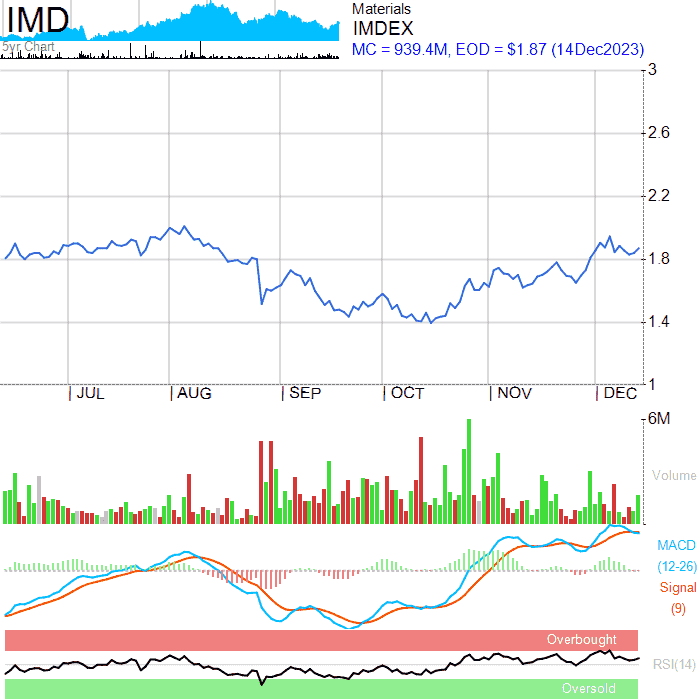 IMD
5yr Chart
Materials
IMDEX
MC = 939.4M, EOD = $1.87 (14Dec2023)
3
2.6
2.2
1.8
1.4
1
JUL AUG SEP OCT NOV DEC
6M
Volume
MACD
(12-26)
Signal
(9)
Overbought
RSI(14)
Oversold